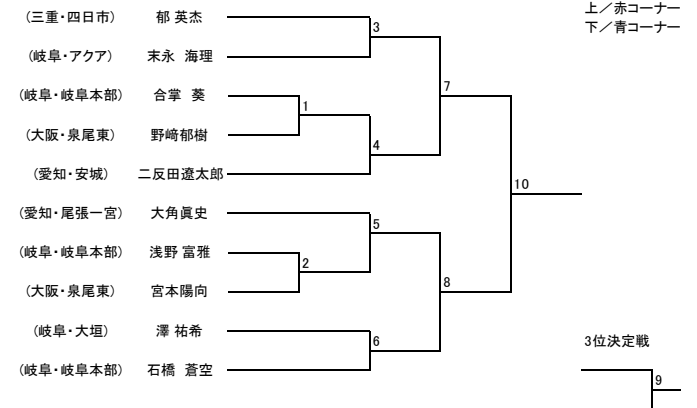 上／赤コーナー
下／青コーナー
（三重・四日市） 郁 英杰
3
（岐阜・アクア） 末永 海理
7
（岐阜・岐阜本部） 合掌 葵
1
（大阪・泉尾東） 野﨑郁樹
4
（愛知・安城） 二反田遼太郎
10
（愛知・尾張一宮） 大角眞史
5
（岐阜・岐阜本部） 浅野 富雅
2
8
（大阪・泉尾東） 宮本陽向
（岐阜・大垣） 澤 祐希
6
3位決定戦
（岐阜・岐阜本部） 石橋 蒼空
9